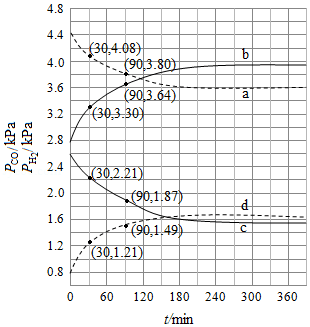 4.8
4.4
(30,4.08)
4.0
(90,3.80)
b
3.6
a
(90,3.64)
3.2
(30,3.30)
2.8
P_CO/kPa
P_H₂/kPa
2.4
(30,2.21)
2.0
(90,1.87)
1.6
d
(90,1.49)
c
1.2
(30,1.21)
0.8
0 60 120 180 240 300 360
t/min